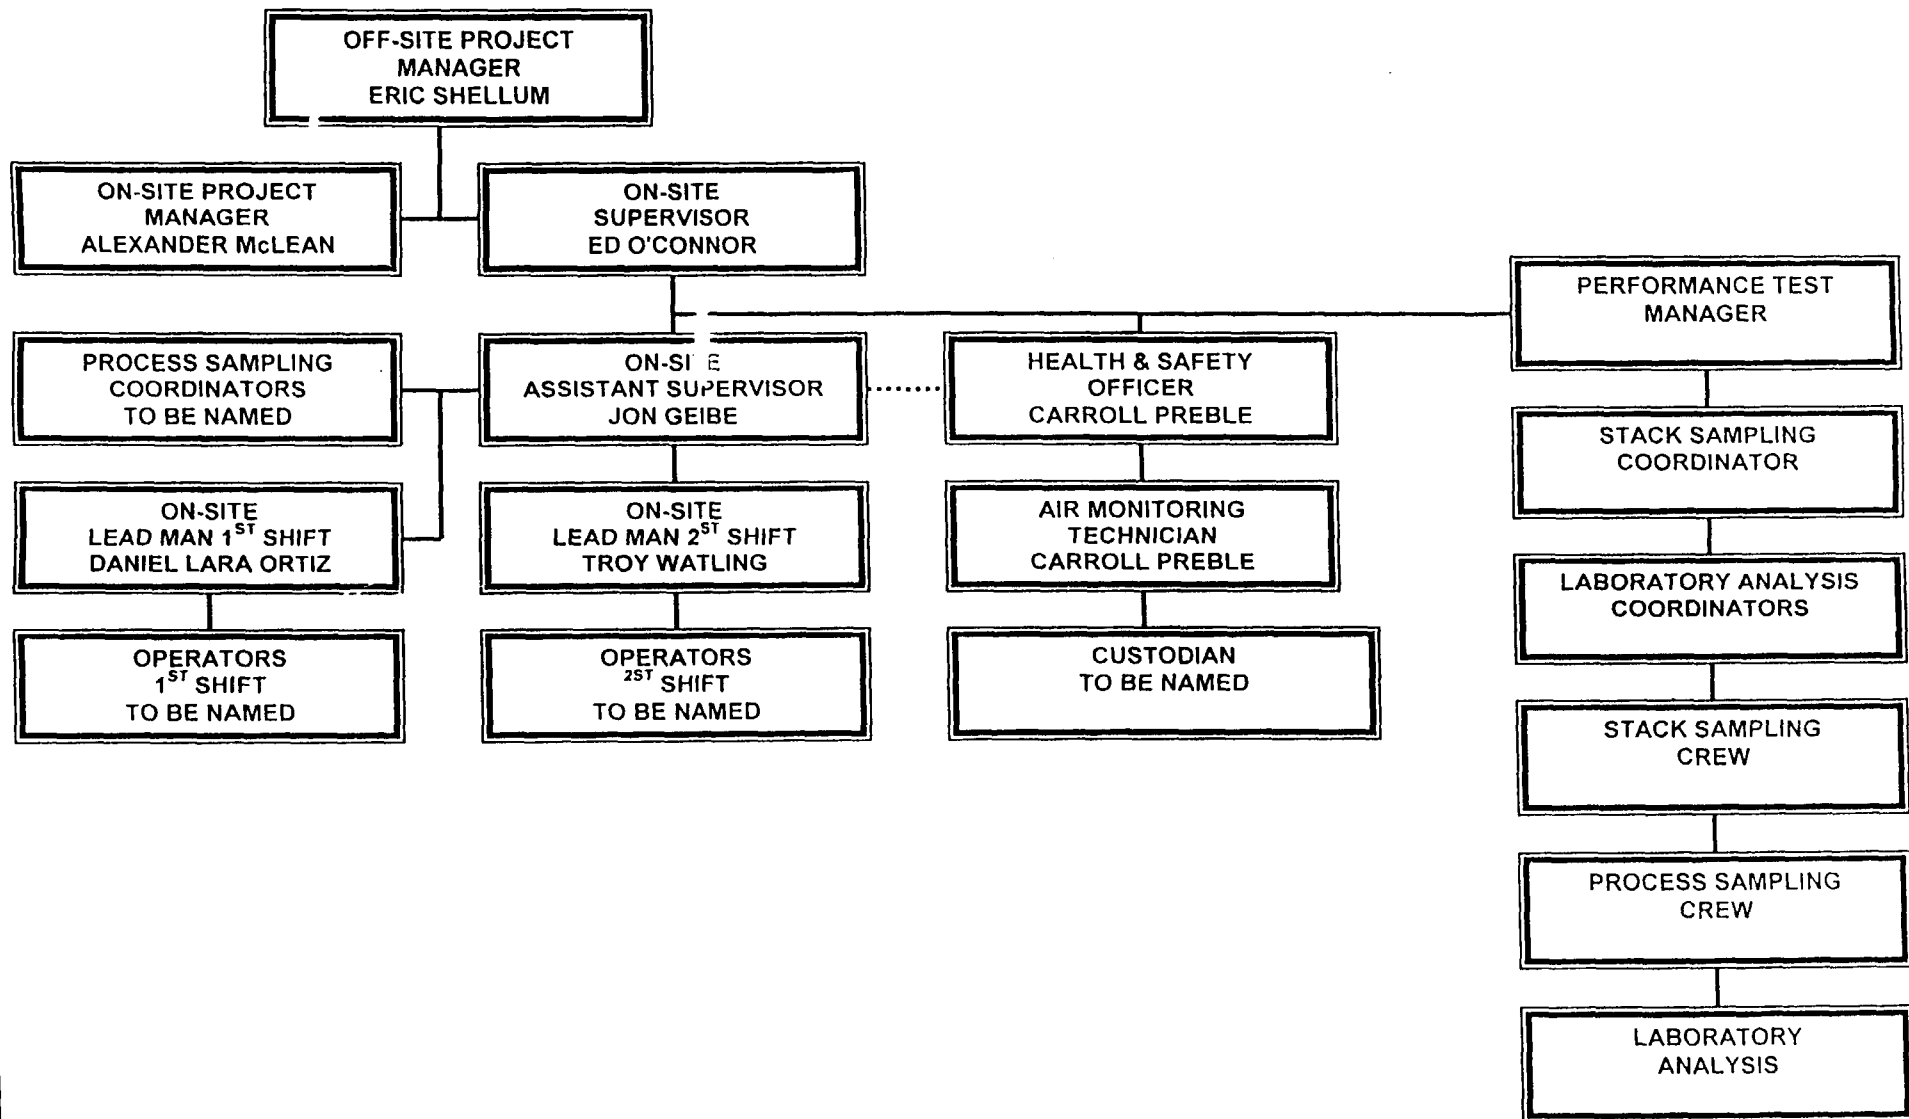 OFF-SITE PROJECT
MANAGER
ERIC SHELLUM
ON-SITE PROJECT
MANAGER
ALEXANDER McLEAN
ON-SITE
SUPERVISOR
ED O'CONNOR
PERFORMANCE TEST
MANAGER
PROCESS SAMPLING
COORDINATORS
TO BE NAMED
ON-SITE
ASSISTANT SUPERVISOR
JON GEIBE
HEALTH & SAFETY
OFFICER
CARROLL PREBLE
STACK SAMPLING
COORDINATOR
ON-SITE
LEAD MAN 1ST SHIFT
DANIEL LARA ORTIZ
ON-SITE
LEAD MAN 2ST SHIFT
TROY WATLING
AIR MONITORING
TECHNICIAN
CARROLL PREBLE
LABORATORY ANALYSIS
COORDINATORS
OPERATORS
1ST SHIFT
TO BE NAMED
OPERATORS
2ST SHIFT
TO BE NAMED
CUSTODIAN
TO BE NAMED
STACK SAMPLING
CREW
PROCESS SAMPLING
CREW
LABORATORY
ANALYSIS